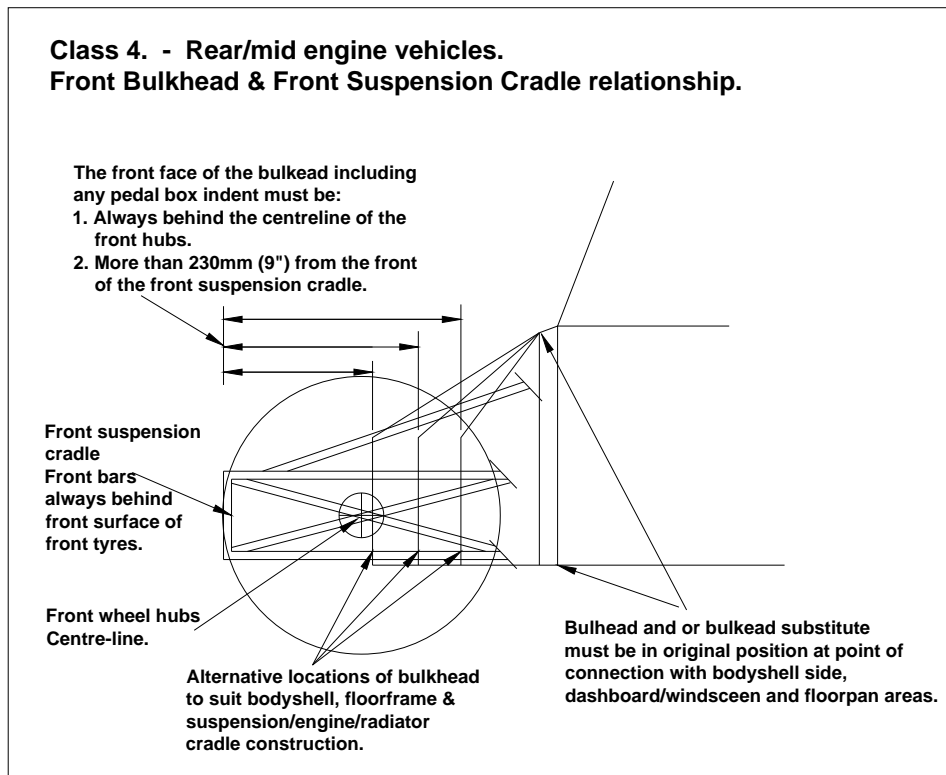 Class 4.  -  Rear/mid engine vehicles.
Front Bulkhead & Front Suspension Cradle relationship.
The front face of the bulkead including
any pedal box indent must be:
1. Always behind the centreline of the
front hubs.
2. More than 230mm (9") from the front
of the front suspension cradle.
Front suspension
cradle
Front bars
always behind
front surface of
front tyres.
Front wheel hubs
Centre-line.
Alternative locations of bulkhead
to suit bodyshell, floorframe &
suspension/engine/radiator
cradle construction.
Bulhead and or bulkead substitute
must be in original position at point of
connection with bodyshell side,
dashboard/windsceen and floorpan areas.